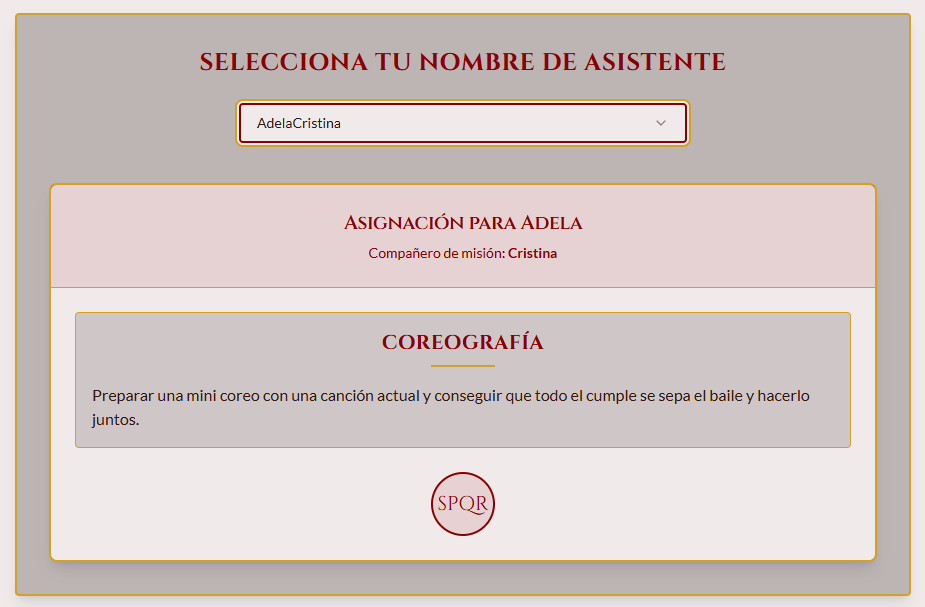 SELECCIONA TU NOMBRE DE ASISTENTE
AdelaCristina
Asignación para Adela
Compañero de misión: Cristina
COREOGRAFÍA
Preparar una mini coreo con una canción actual y conseguir que todo el cumple se sepa el baile y hacerlo
juntos.
SPQR